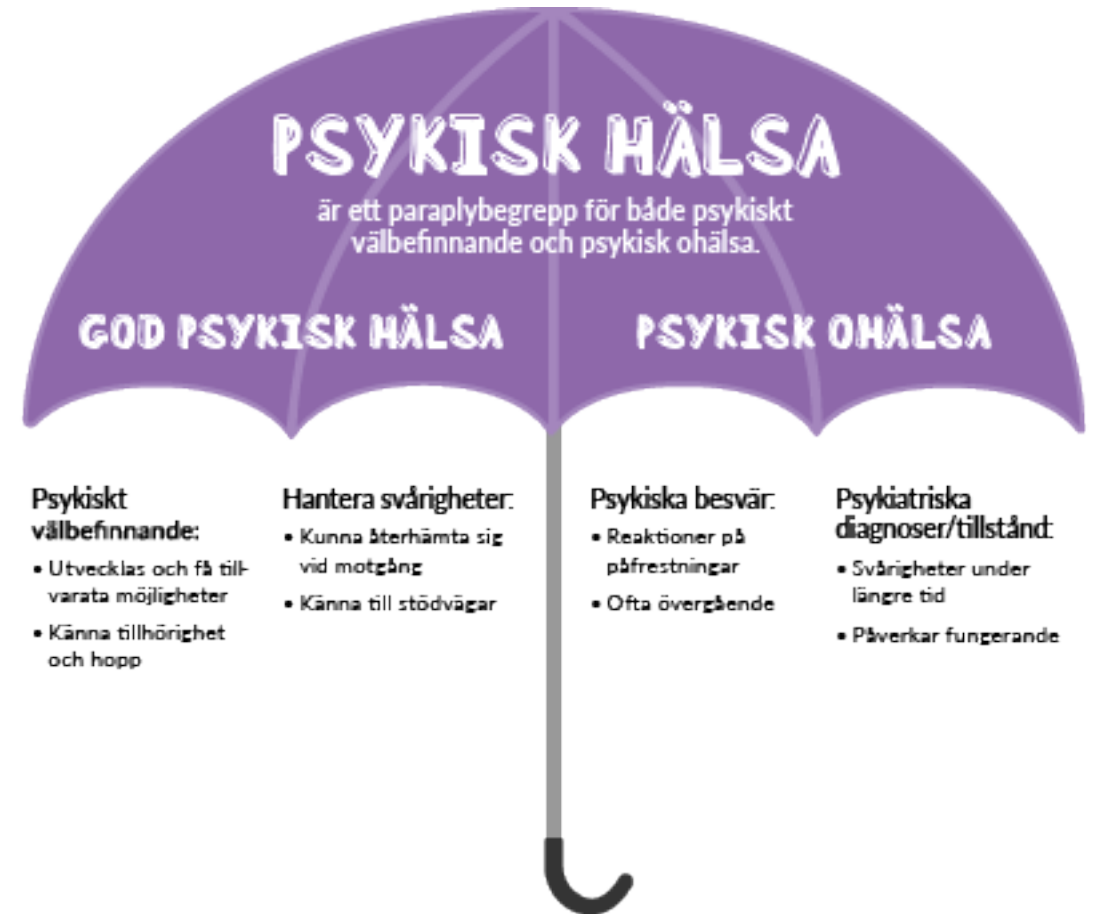 PSYKISK HÄLSA
är ett paraplybegrepp för både psykiskt
välbefinnande och psykisk ohälsa.
GOD PSYKISK HÄLSA
PSYKISK OHÄLSA
Psykiskt
välbefinnande:
• Utvecklas och få till-
varata möjligheter
• Känna tillhörighet
och hopp
Hantera svårigheter:
• Kunna återhämta sig
vid motgång
• Känna till stödvägar
Psykiska besvär:
• Reaktioner på
påfrestningar
• Ofta övergående
Psykiatriska
diagnoser/tillstånd:
• Svårigheter under
längre tid
• Påverkar fungerande